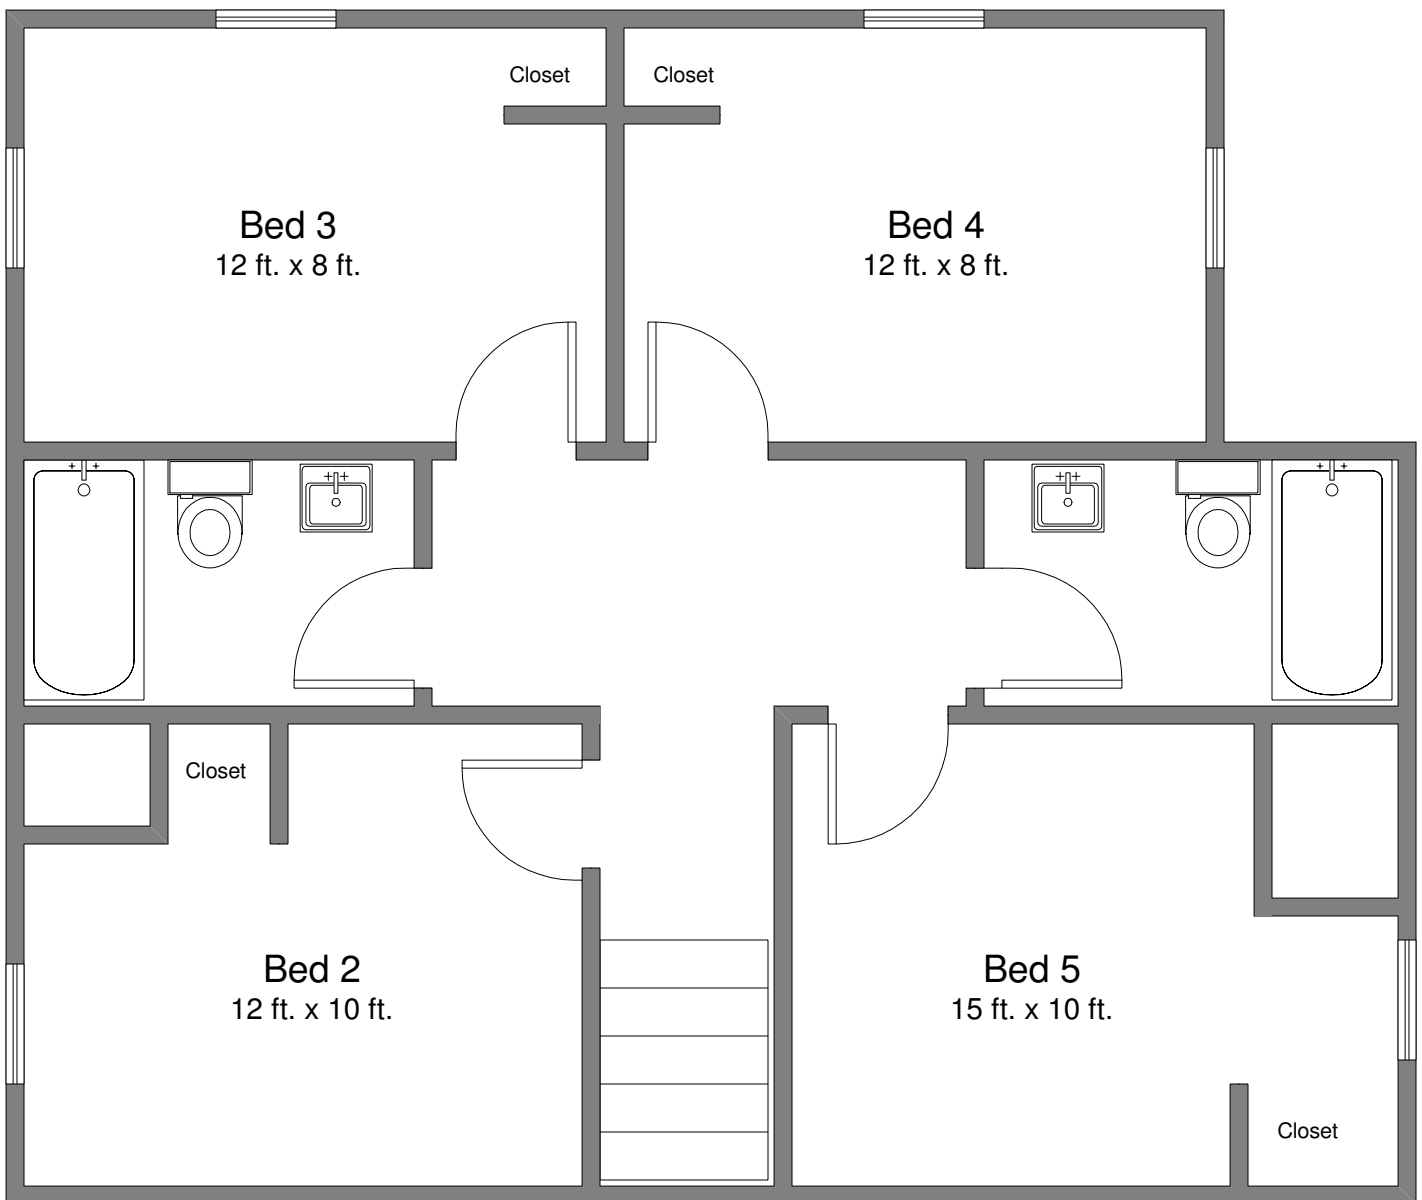 Closet
Closet
Bed 3
12 ft. x 8 ft.
Bed 4
12 ft. x 8 ft.
Closet
Bed 2
12 ft. x 10 ft.
Bed 5
15 ft. x 10 ft.
Closet